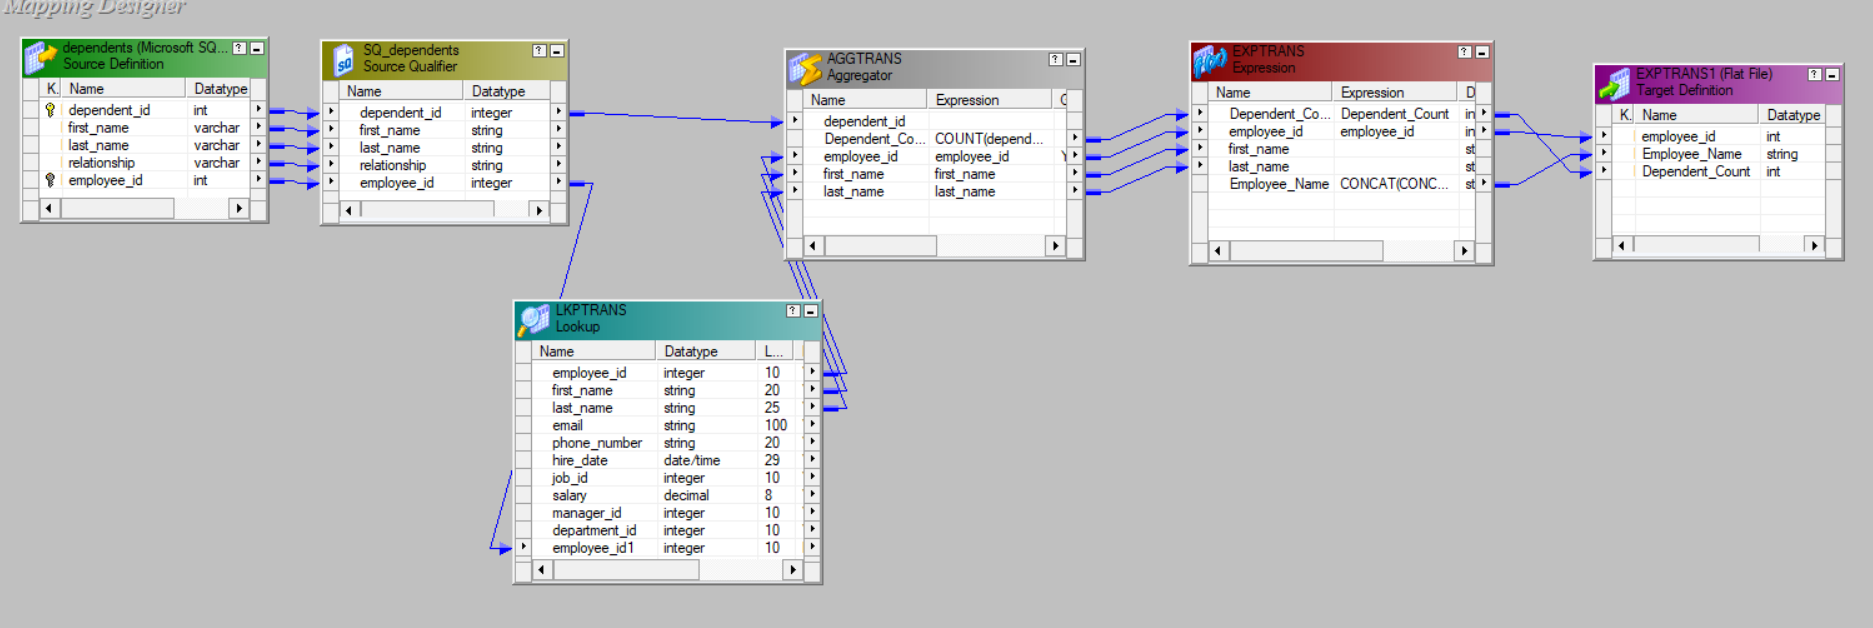 Mapping Designer
dependents (Microsoft SQ... ? -
Source Definition
K. Name Datatype
dependent_id int
first_name varchar
last_name varchar
relationship varchar
employee_id int
SQ_dependents ? -
Source Qualifier
Name Datatype
dependent_id integer
first_name string
last_name string
relationship string
employee_id integer
AGGTRANS ? -
Aggregator
Name Expression
dependent_id
Dependent_Co... COUNT(depend...
employee_id employee_id Y
first_name first_name
last_name last_name
EXPTRANS ? -
Expression
Name Expression D
Dependent_Co... Dependent_Count in
employee_id employee_id in
first_name st
last_name st
Employee_Name CONCAT(CONC... st
EXPTRANS1 (Flat File) ? -
Target Definition
K. Name Datatype
employee_id int
Employee_Name string
Dependent_Count int
LKPTRANS ? -
Lookup
Name Datatype L...
employee_id integer 10
first_name string 20
last_name string 25
email string 100
phone_number string 20
hire_date date/time 29
job_id integer 10
salary decimal 8
manager_id integer 10
department_id integer 10
employee_id1 integer 10